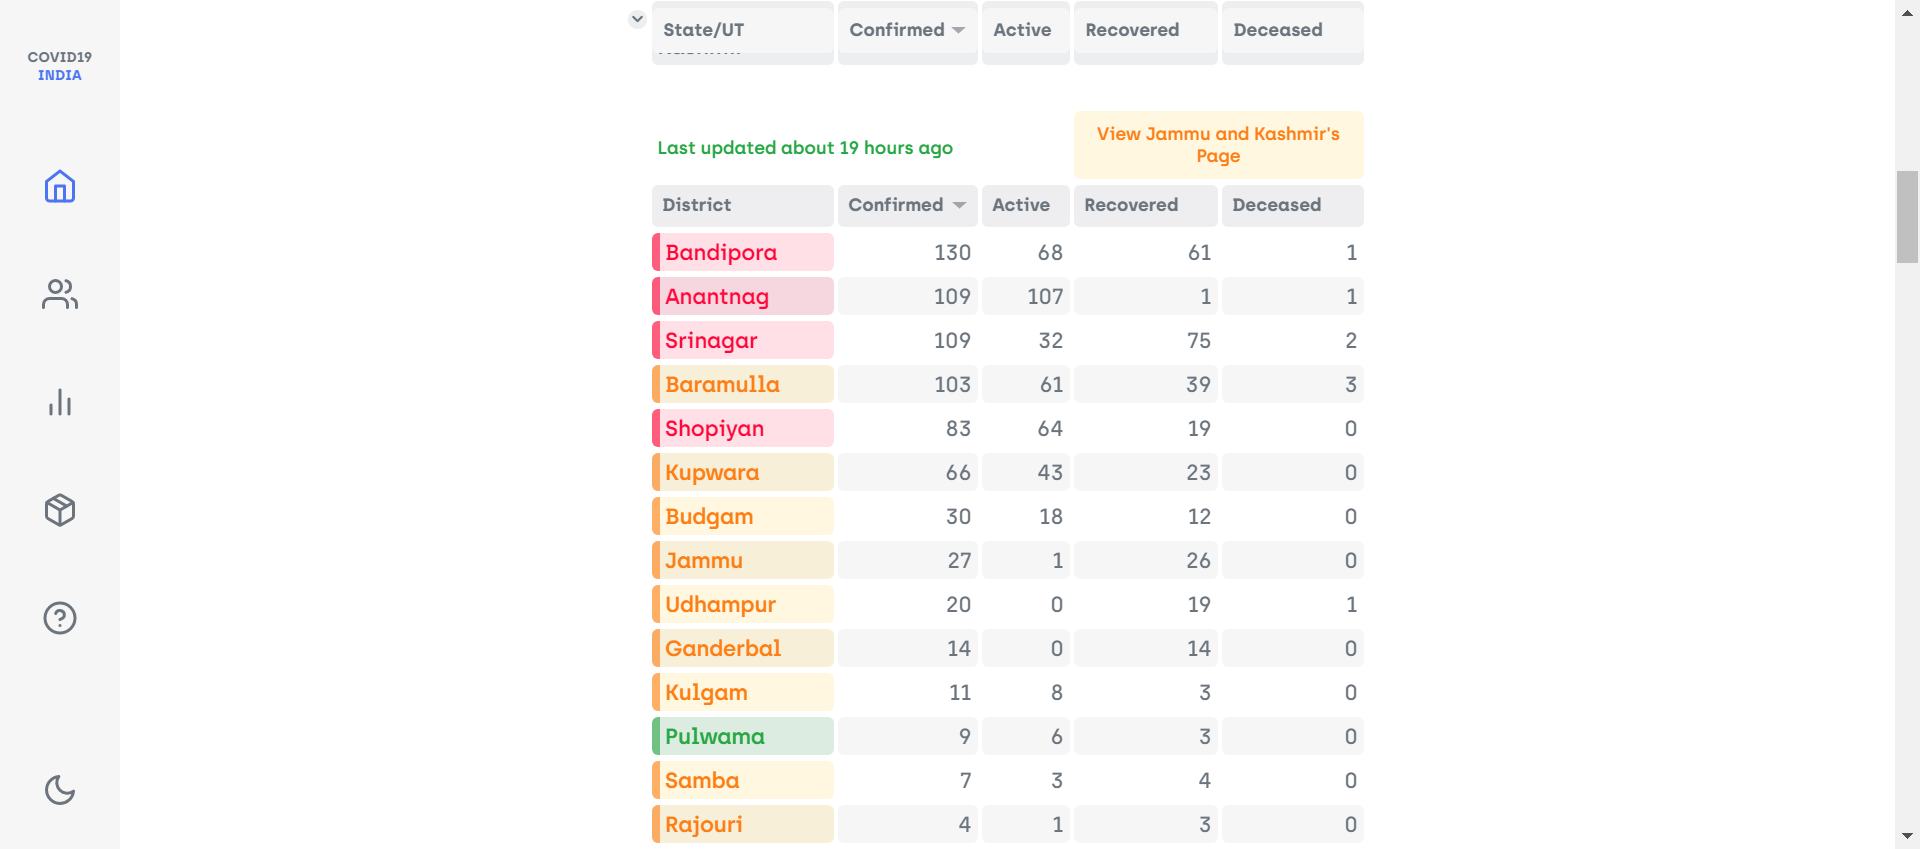 COVID19
INDIA
State/UT Confirmed Active Recovered Deceased
Last updated about 19 hours ago
View Jammu and Kashmir's
Page
District Confirmed Active Recovered Deceased
Bandipora 130 68 61 1
Anantnag 109 107 1 1
Srinagar 109 32 75 2
Baramulla 103 61 39 3
Shopiyan 83 64 19 0
Kupwara 66 43 23 0
Budgam 30 18 12 0
Jammu 27 1 26 0
Udhampur 20 0 19 1
Ganderbal 14 0 14 0
Kulgam 11 8 3 0
Pulwama 9 6 3 0
Samba 7 3 4 0
Rajouri 4 1 3 0